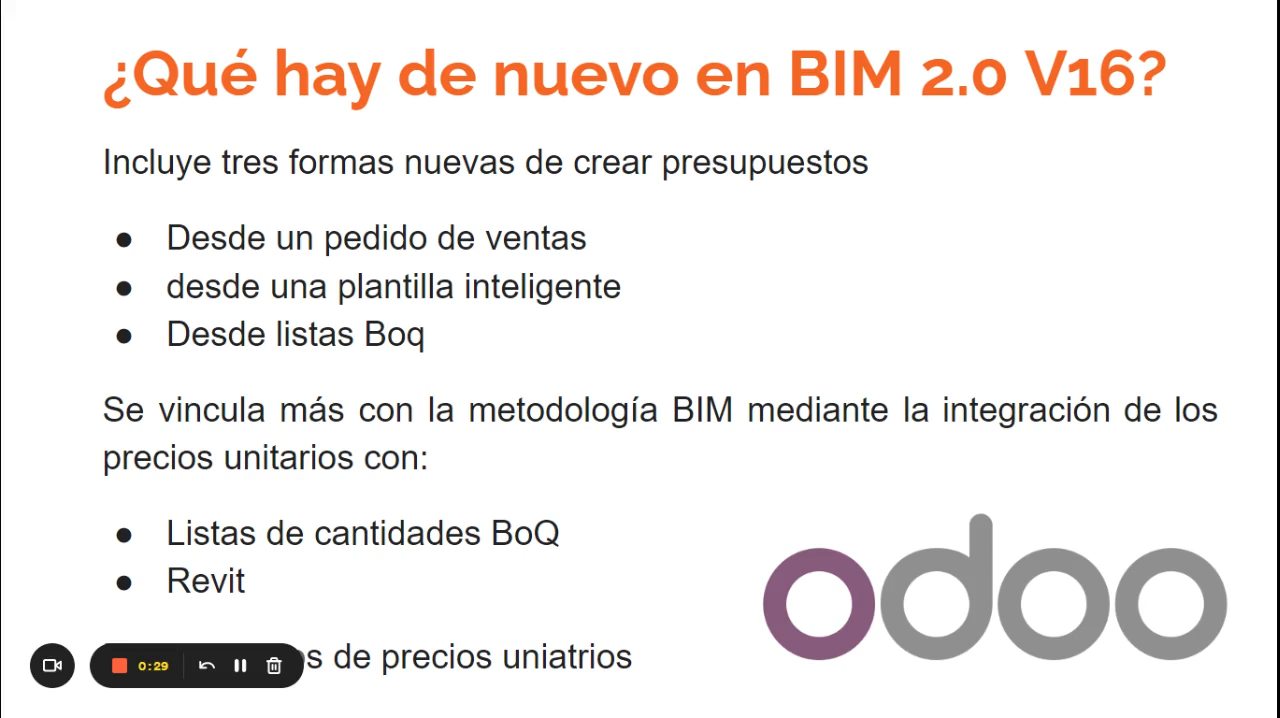 ¿Qué hay de nuevo en BIM 2.0 V16?
Incluye tres formas nuevas de crear presupuestos
● Desde un pedido de ventas
● desde una plantilla inteligente
● Desde listas Boq
Se vincula más con la metodología BIM mediante la integración de los
precios unitarios con:
● Listas de cantidades BoQ
● Revit
odoo
0:29
de precios uniatrios